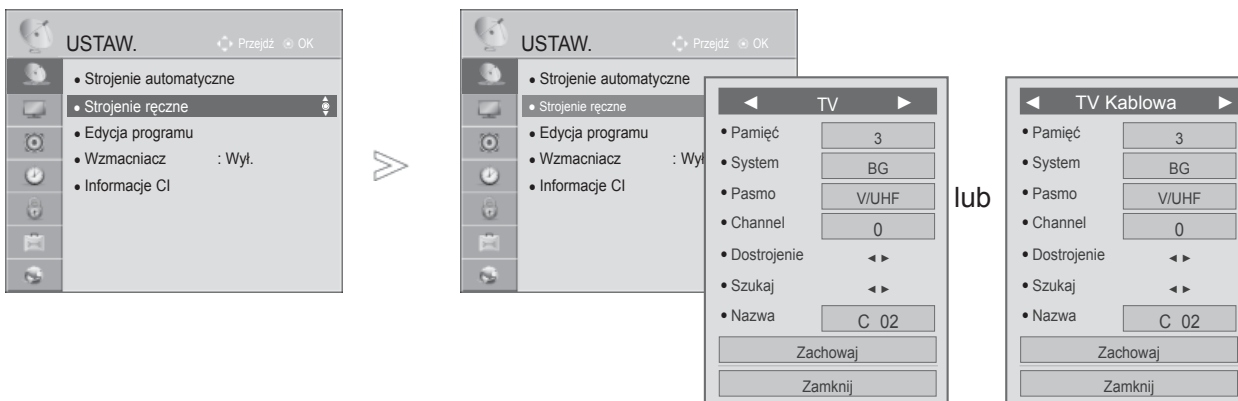 USTAW.
Przejdź OK
• Strojenie automatyczne
• Strojenie ręczne
• Edycja programu
• Wzmacniacz : Wył.
• Informacje CI
USTAW.
Przejdź OK
• Strojenie automatyczne
• Strojenie ręczne
• Edycja programu
• Wzmacniacz : Wył
• Informacje CI
◄ TV ►
• Pamięć 3
• System BG
• Pasmo V/UHF
• Channel 0
• Dostrojenie ◄ ►
• Szukaj ◄ ►
• Nazwa C 02
Zachowaj
Zamknij
lub
◄ TV Kablowa ►
• Pamięć 3
• System BG
• Pasmo V/UHF
• Channel 0
• Dostrojenie ◄ ►
• Szukaj ◄ ►
• Nazwa C 02
Zachowaj
Zamknij